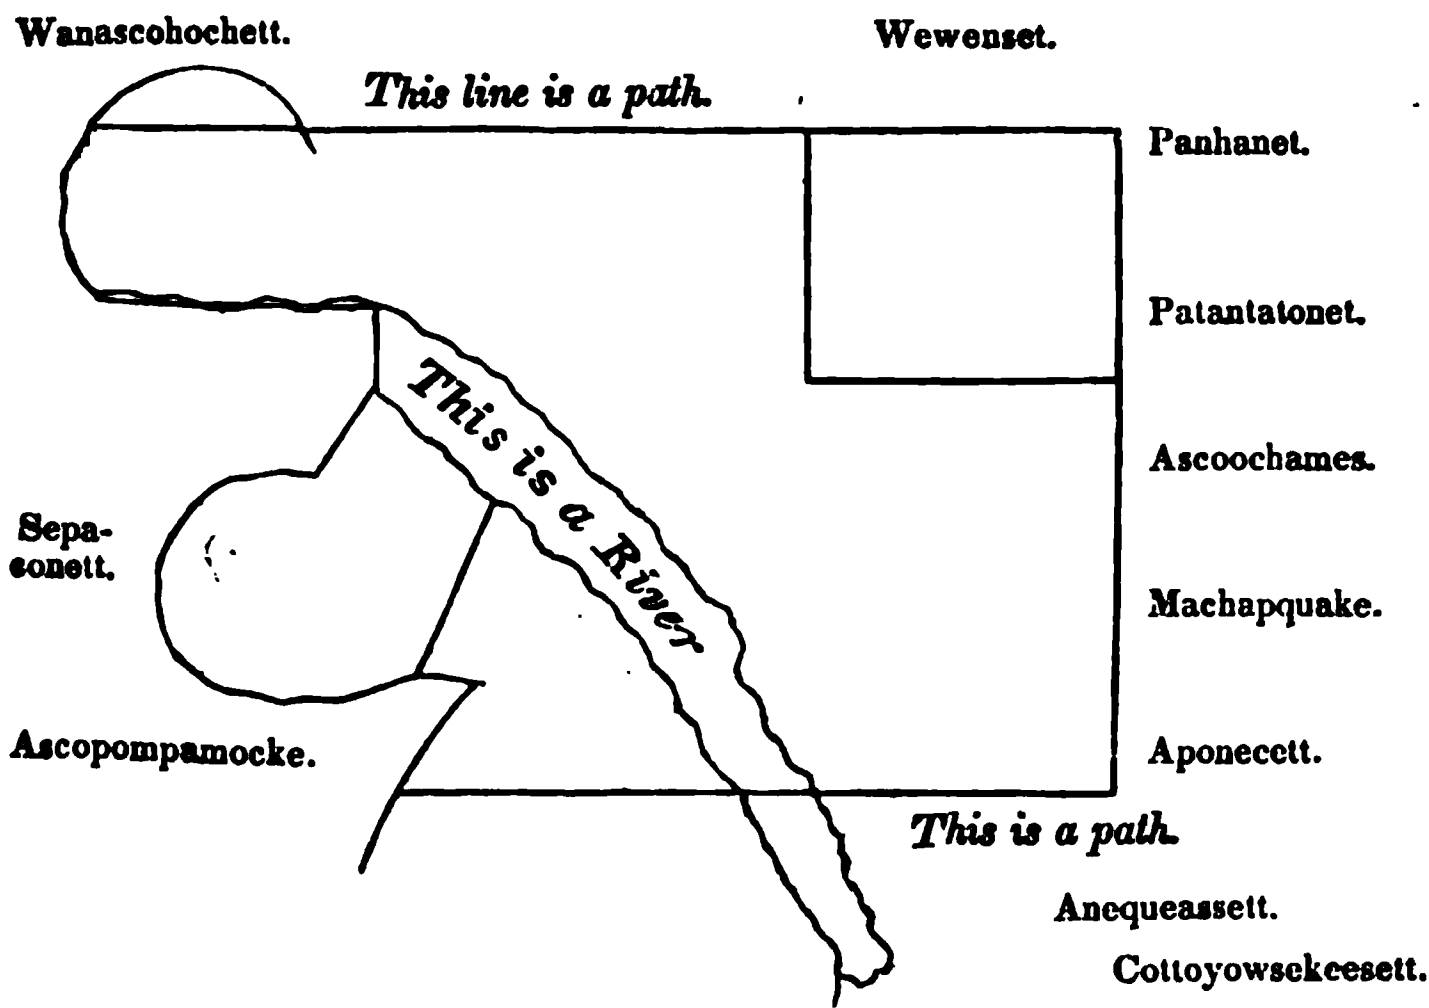 Wanascohochett.
Wewenset.
This line is a path.
Panhanet.
Patantatonet.
This is a River
Ascoochames.
Sepa-
conett.
Machapquake.
Ascopompamocke.
Aponecett.
This is a path.
Anequeassett.
Cottoyowsekeesett.